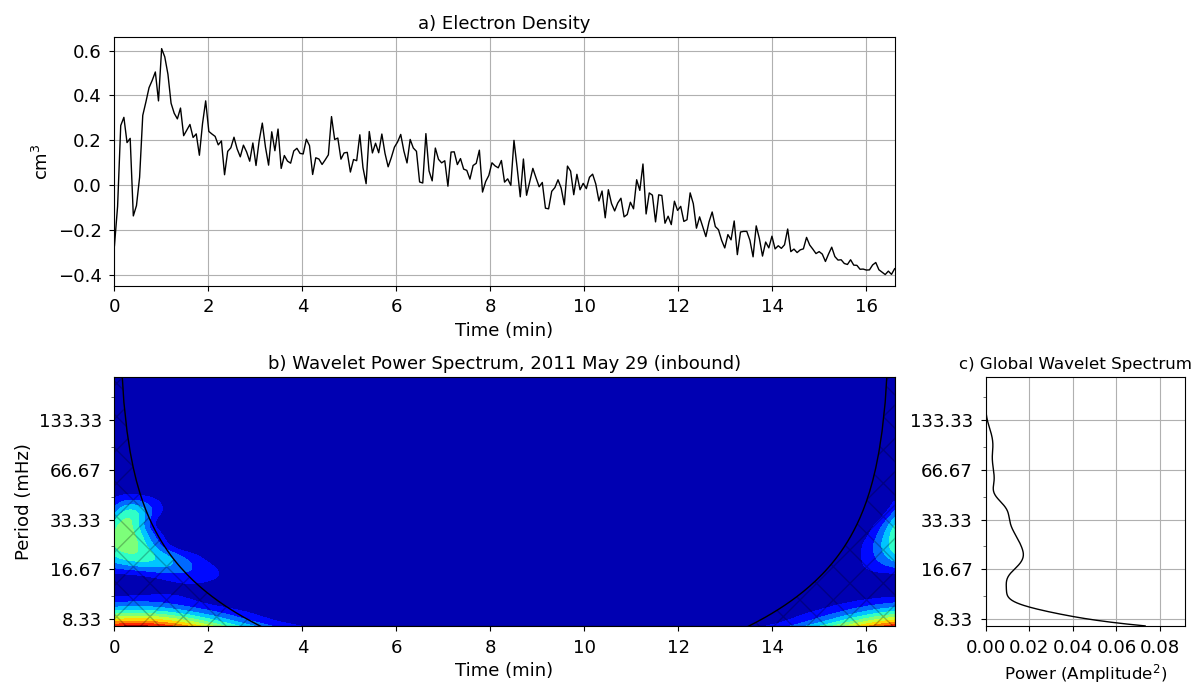 a) Electron Density
0.6
0.4
0.2
0.0
−0.2
−0.4
cm³
0 2 4 6 8 10 12 14 16
Time (min)
b) Wavelet Power Spectrum, 2011 May 29 (inbound)
133.33
66.67
33.33
16.67
8.33
Period (mHz)
0 2 4 6 8 10 12 14 16
Time (min)
c) Global Wavelet Spectrum
133.33
66.67
33.33
16.67
8.33
0.00 0.02 0.04 0.06 0.08
Power (Amplitude²)